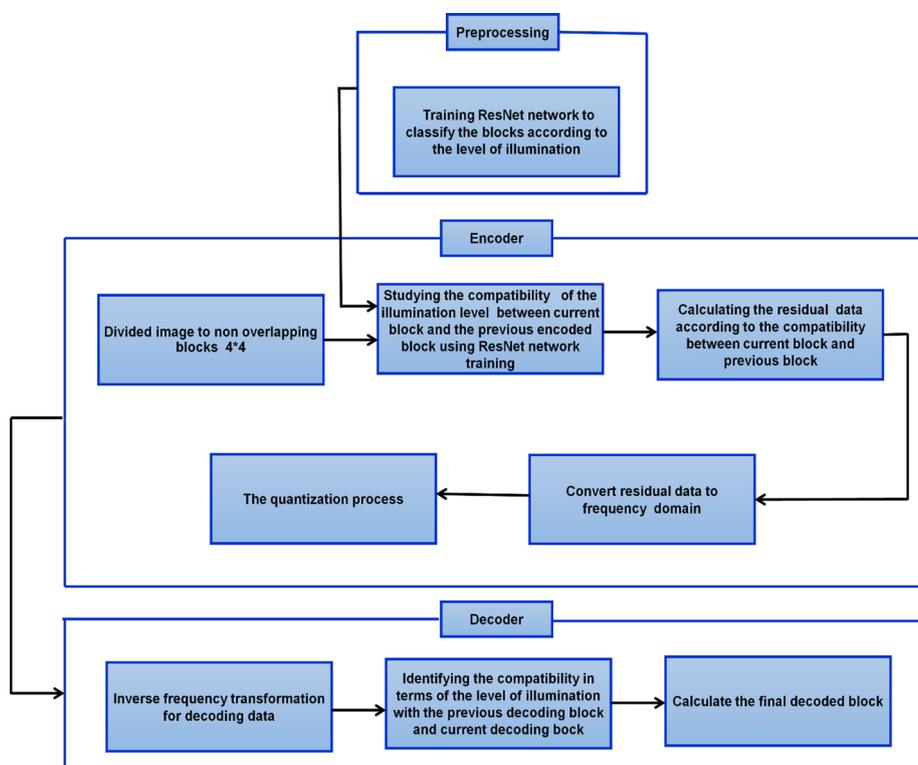 Preprocessing
Training ResNet network to
classify the blocks according to
the level of illumination
Encoder
Divided image to non overlapping
blocks 4*4
Studying the compatibility of the
illumination level between current
block and the previous encoded
block using ResNet network
training
Calculating the residual data
according to the compatibility
between current block and
previous block
Convert residual data to
frequency domain
The quantization process
Decoder
Inverse frequency transformation
for decoding data
Identifying the compatibility in
terms of the level of illumination
with the previous decoding block
and current decoding bock
Calculate the final decoded block